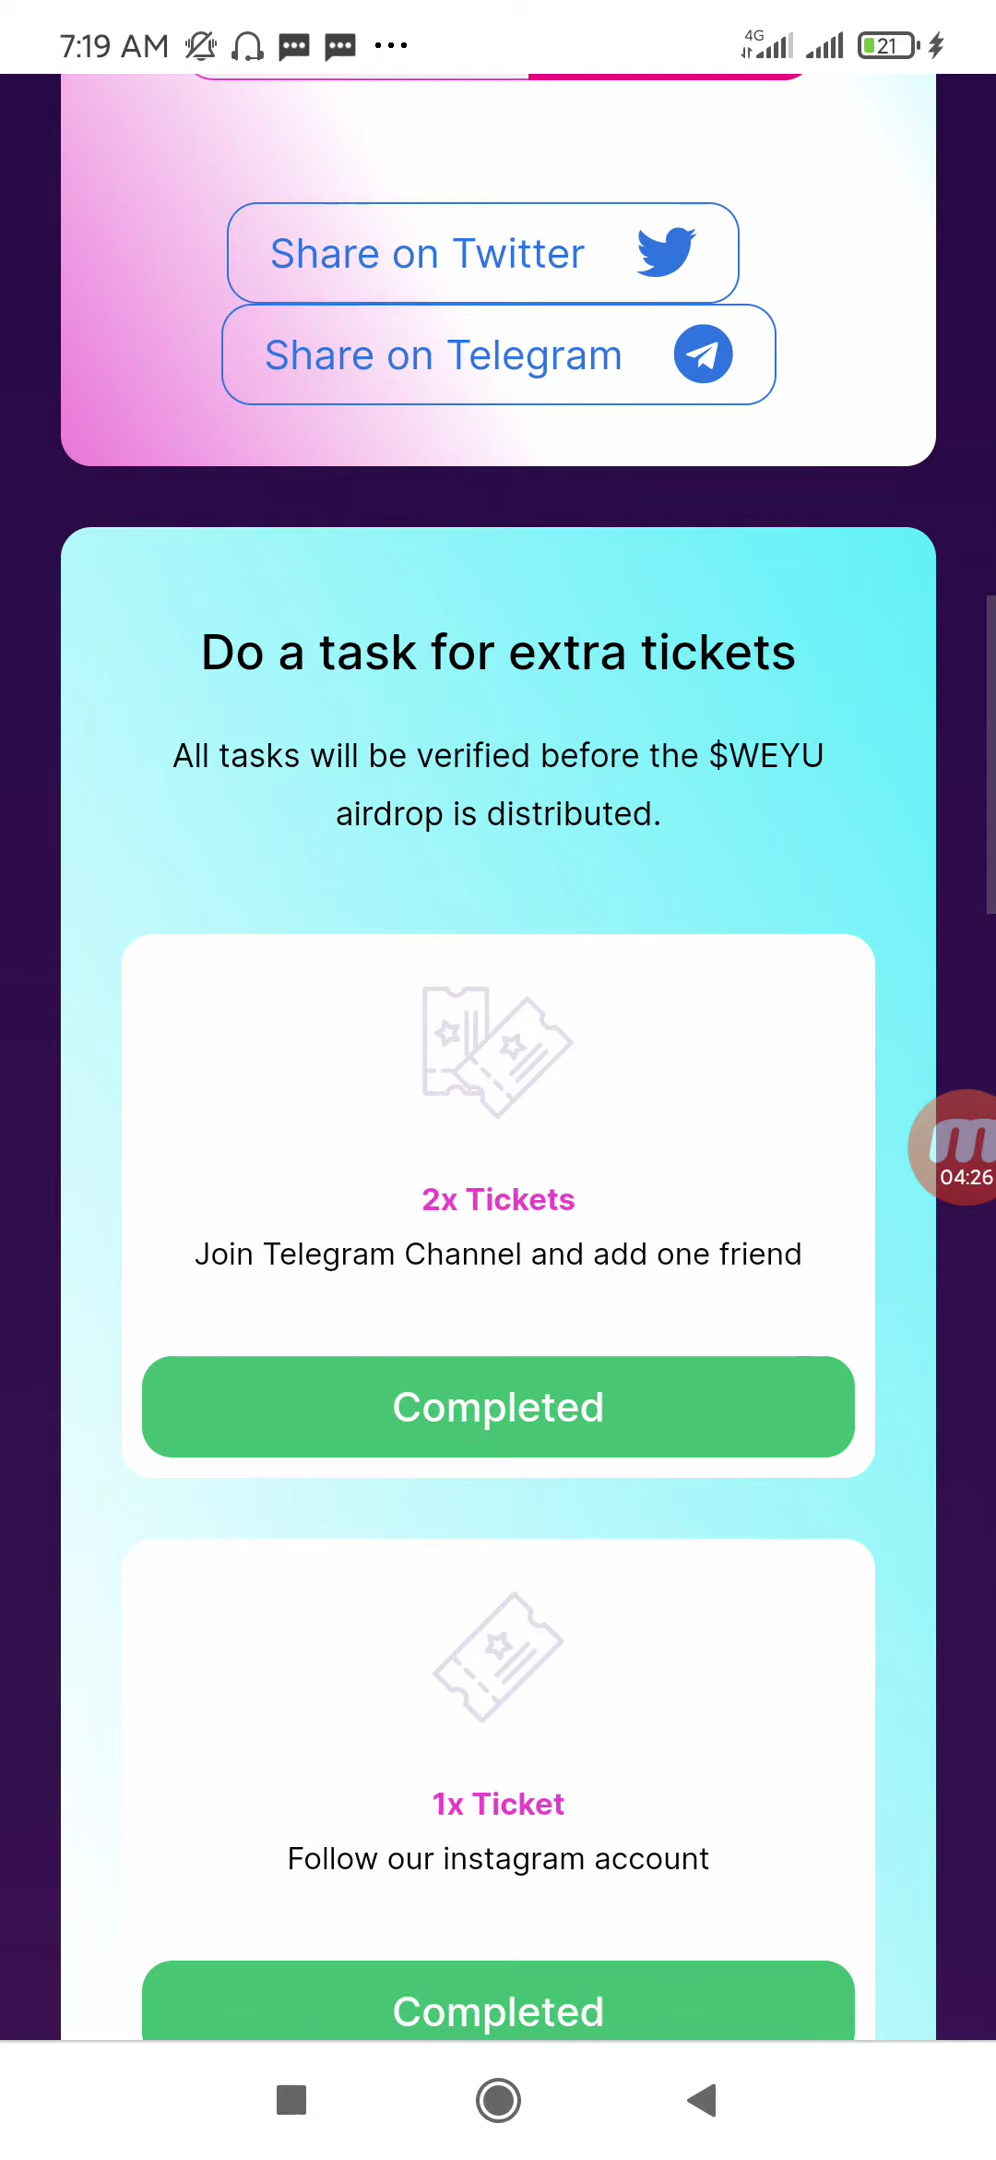 7:19 AM
4G
21
Share on Twitter
Share on Telegram
Do a task for extra tickets
All tasks will be verified before the $WEYU
airdrop is distributed.
m
04:26
2x Tickets
Join Telegram Channel and add one friend
Completed
1x Ticket
Follow our instagram account
Completed